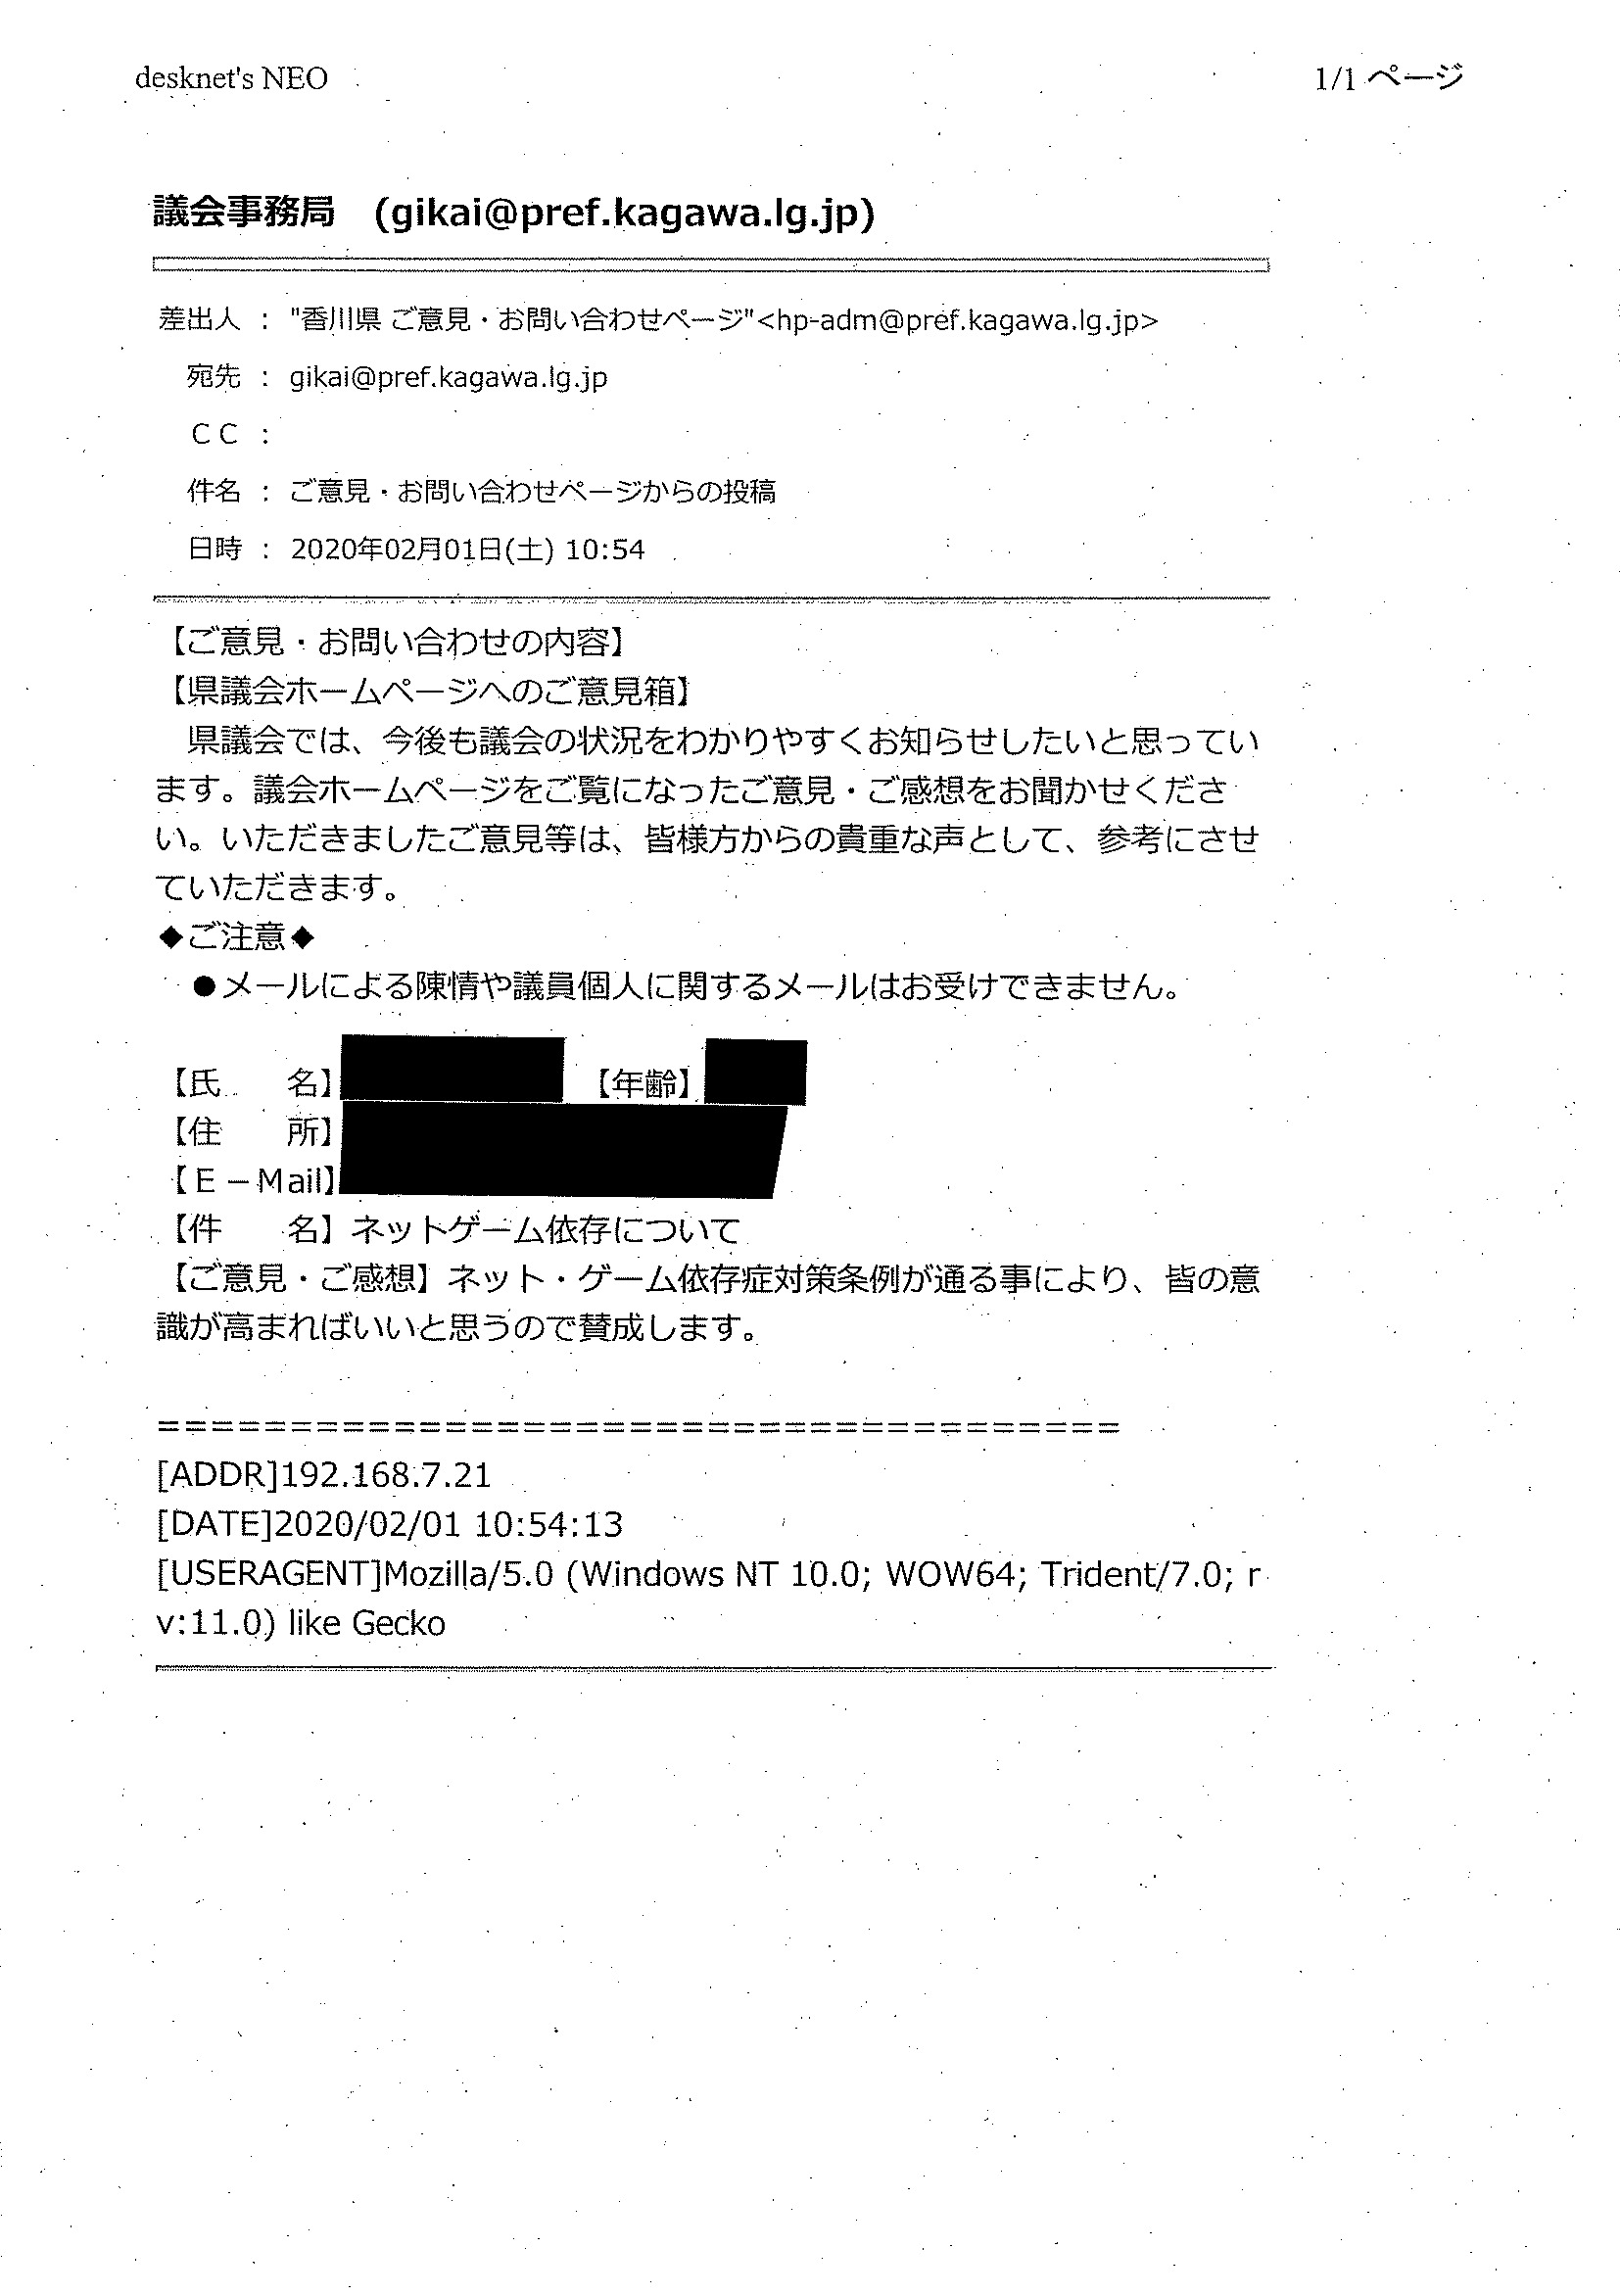 desknet's NEO
1/1 ページ
議会事務局　(gikai@pref.kagawa.lg.jp)
差出人 : "香川県 ご意見・お問い合わせページ"<hp-adm@pref.kagawa.lg.jp>
宛先 : gikai@pref.kagawa.lg.jp
ＣＣ :
件名 : ご意見・お問い合わせページからの投稿
日時 : 2020年02月01日(土) 10:54
【ご意見・お問い合わせの内容】
【県議会ホームページへのご意見箱】
　県議会では、今後も議会の状況をわかりやすくお知らせしたいと思ってい
ます。議会ホームページをご覧になったご意見・ご感想をお聞かせくださ
い。いただきましたご意見等は、皆様方からの貴重な声として、参考にさせ
ていただきます。
◆ご注意◆
　●メールによる陳情や議員個人に関するメールはお受けできません。
【氏　　名】　【年齢】
【住　　所】
【Ｅ－Mail】
【件　　名】ネットゲーム依存について
【ご意見・ご感想】ネット・ゲーム依存症対策条例が通る事により、皆の意
識が高まればいいと思うので賛成します。
======================================
[ADDR]192.168.7.21
[DATE]2020/02/01 10:54:13
[USERAGENT]Mozilla/5.0 (Windows NT 10.0; WOW64; Trident/7.0; r
v:11.0) like Gecko